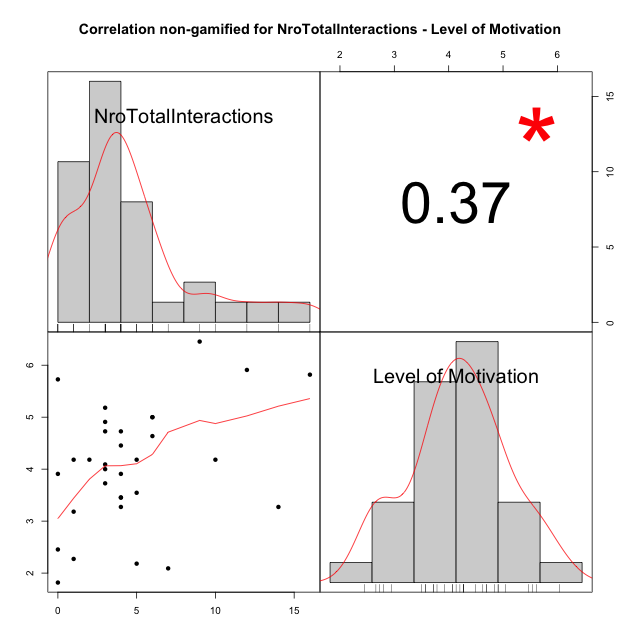 Correlation non-gamified for NroTotalInteractions - Level of Motivation
2 3 4 5 6
NroTotalInteractions
*
0.37
15
10
5
0
6
5
4
3
2
Level of Motivation
0 5 10 15